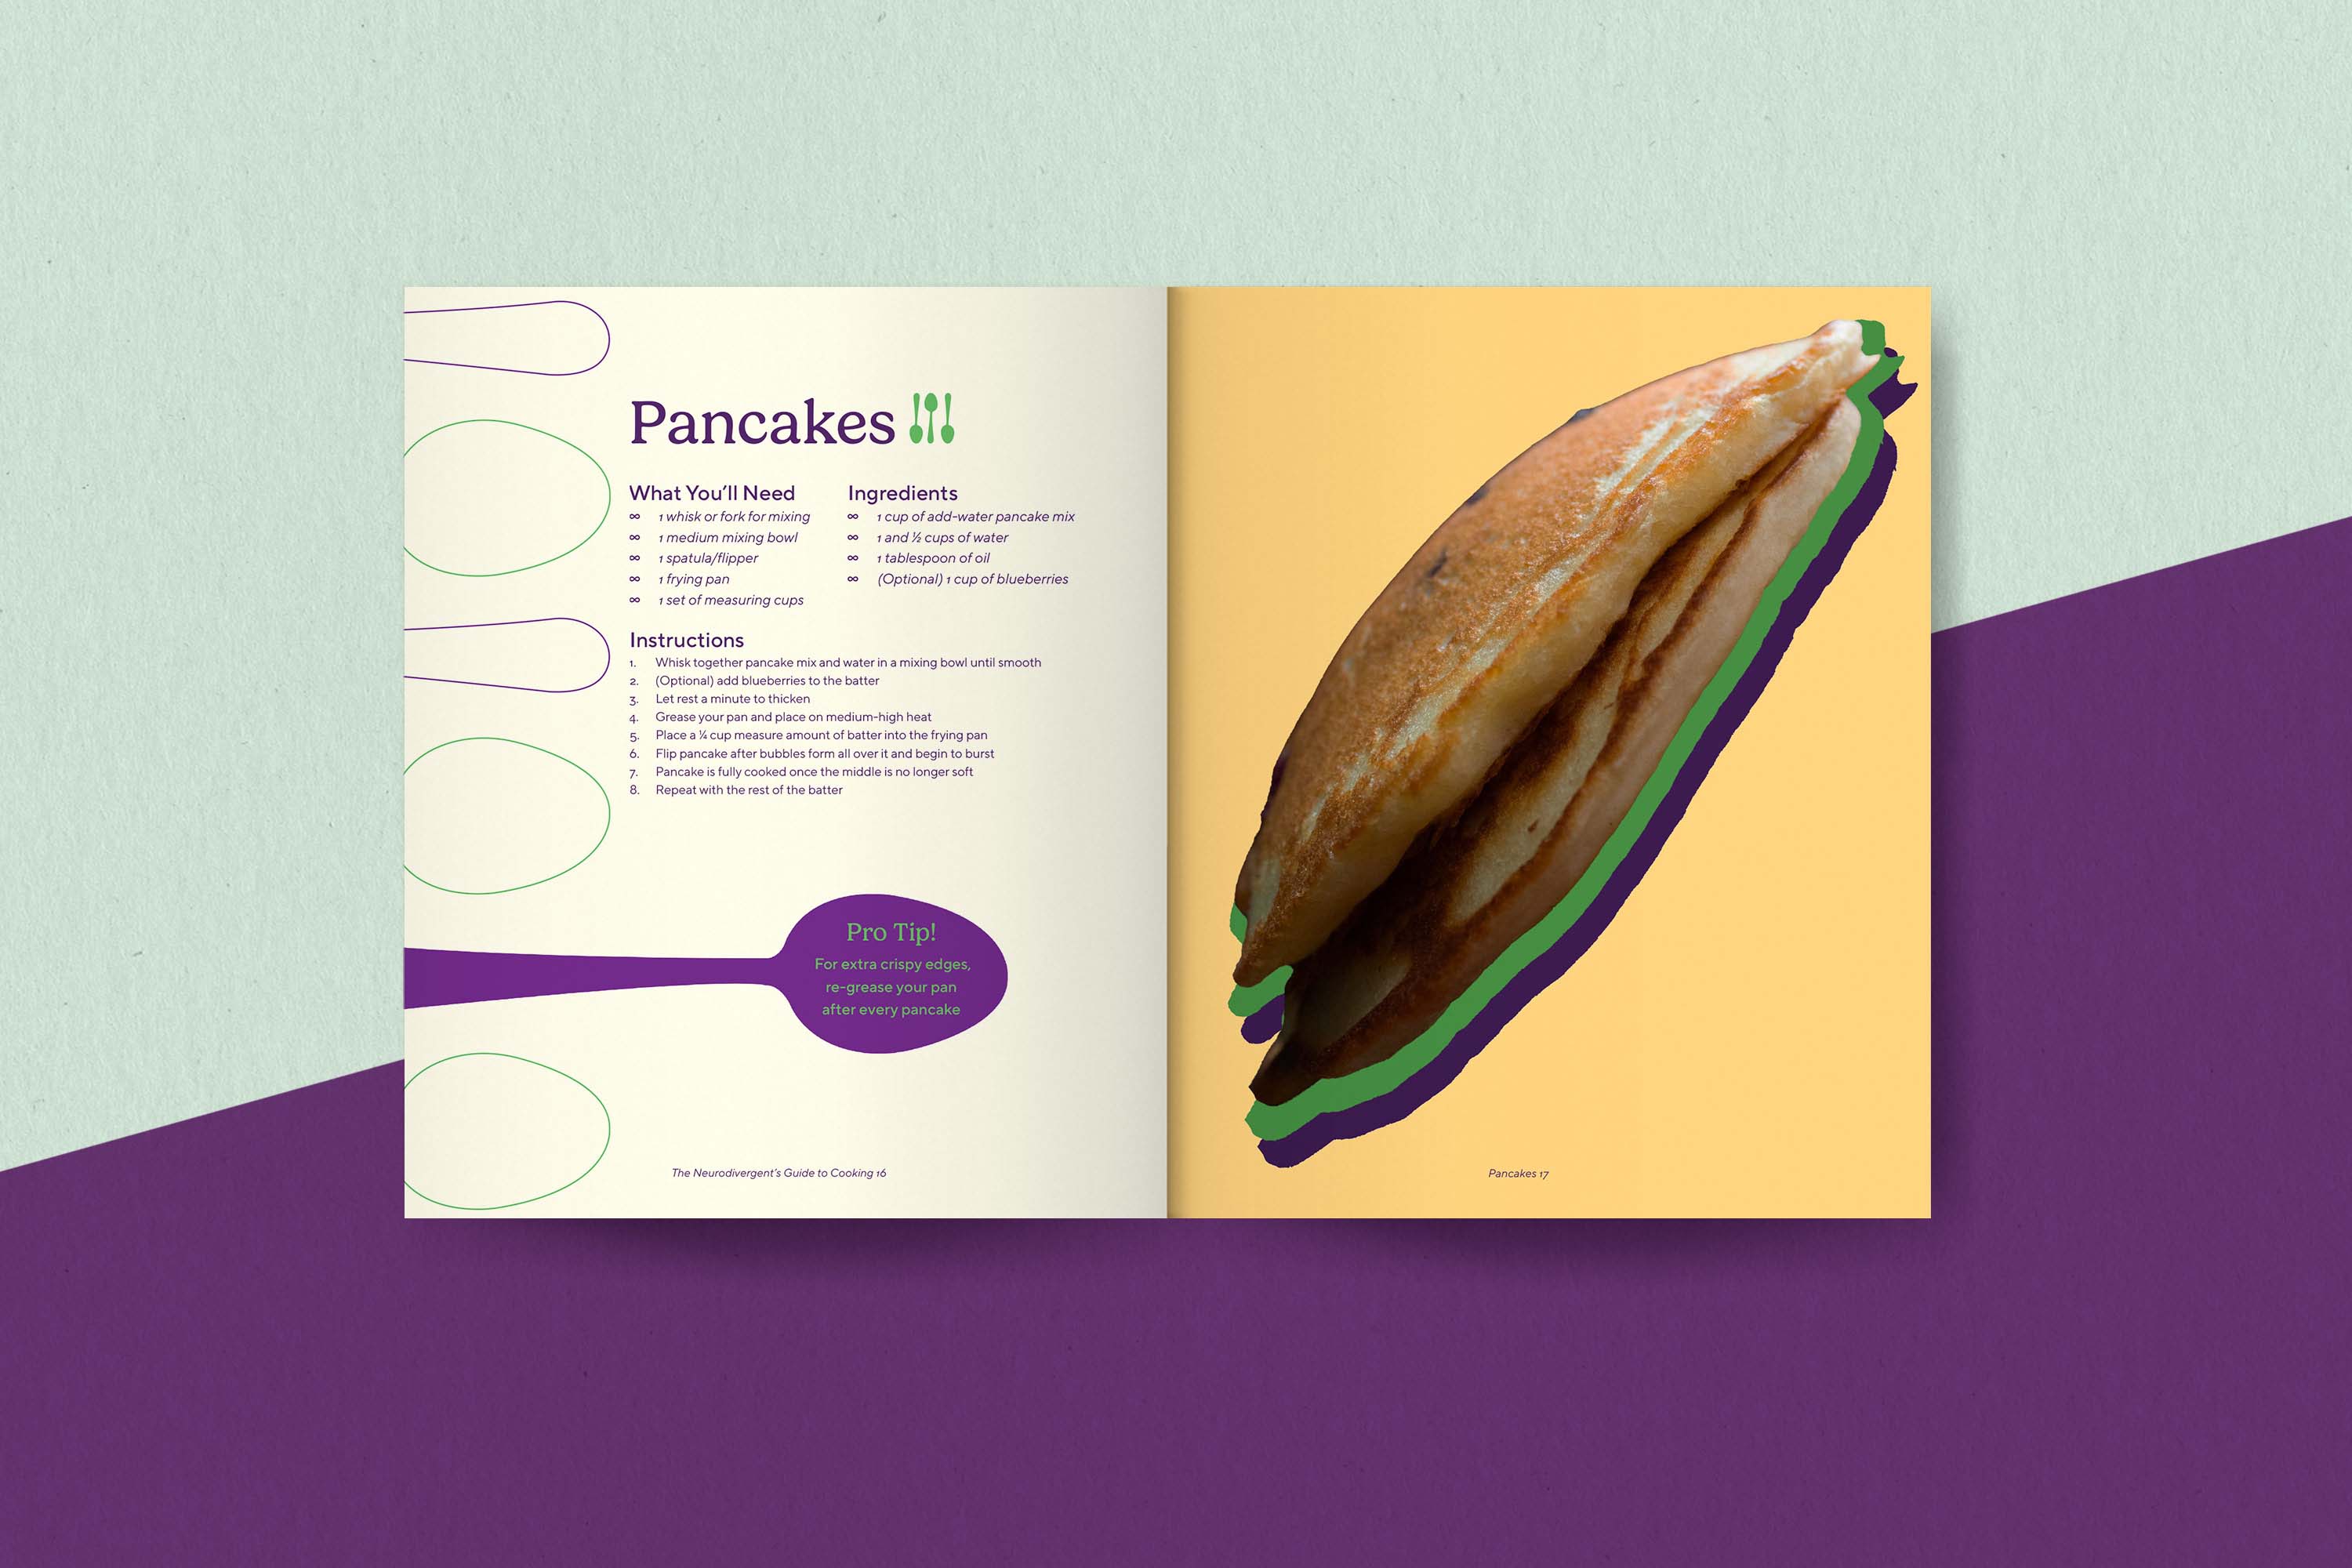 Pancakes
What You'll Need
∞ 1 whisk or fork for mixing
∞ 1 medium mixing bowl
∞ 1 spatula/flipper
∞ 1 frying pan
∞ 1 set of measuring cups
Ingredients
∞ 1 cup of add-water pancake mix
∞ 1 and ½ cups of water
∞ 1 tablespoon of oil
∞ (Optional) 1 cup of blueberries
Instructions
1. Whisk together pancake mix and water in a mixing bowl until smooth
2. (Optional) add blueberries to the batter
3. Let rest a minute to thicken
4. Grease your pan and place on medium-high heat
5. Place a ¼ cup measure amount of batter into the frying pan
6. Flip pancake after bubbles form all over it and begin to burst
7. Pancake is fully cooked once the middle is no longer soft
8. Repeat with the rest of the batter
Pro Tip!
For extra crispy edges,
re-grease your pan
after every pancake
The Neurodivergent's Guide to Cooking 16
Pancakes 17